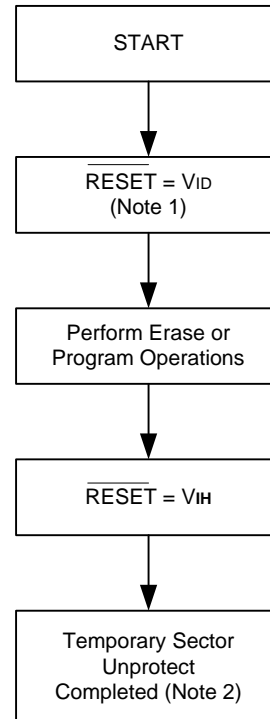 START
RESET = VID
(Note 1)
Perform Erase or
Program Operations
RESET = VIH
Temporary Sector
Unprotect
Completed (Note 2)